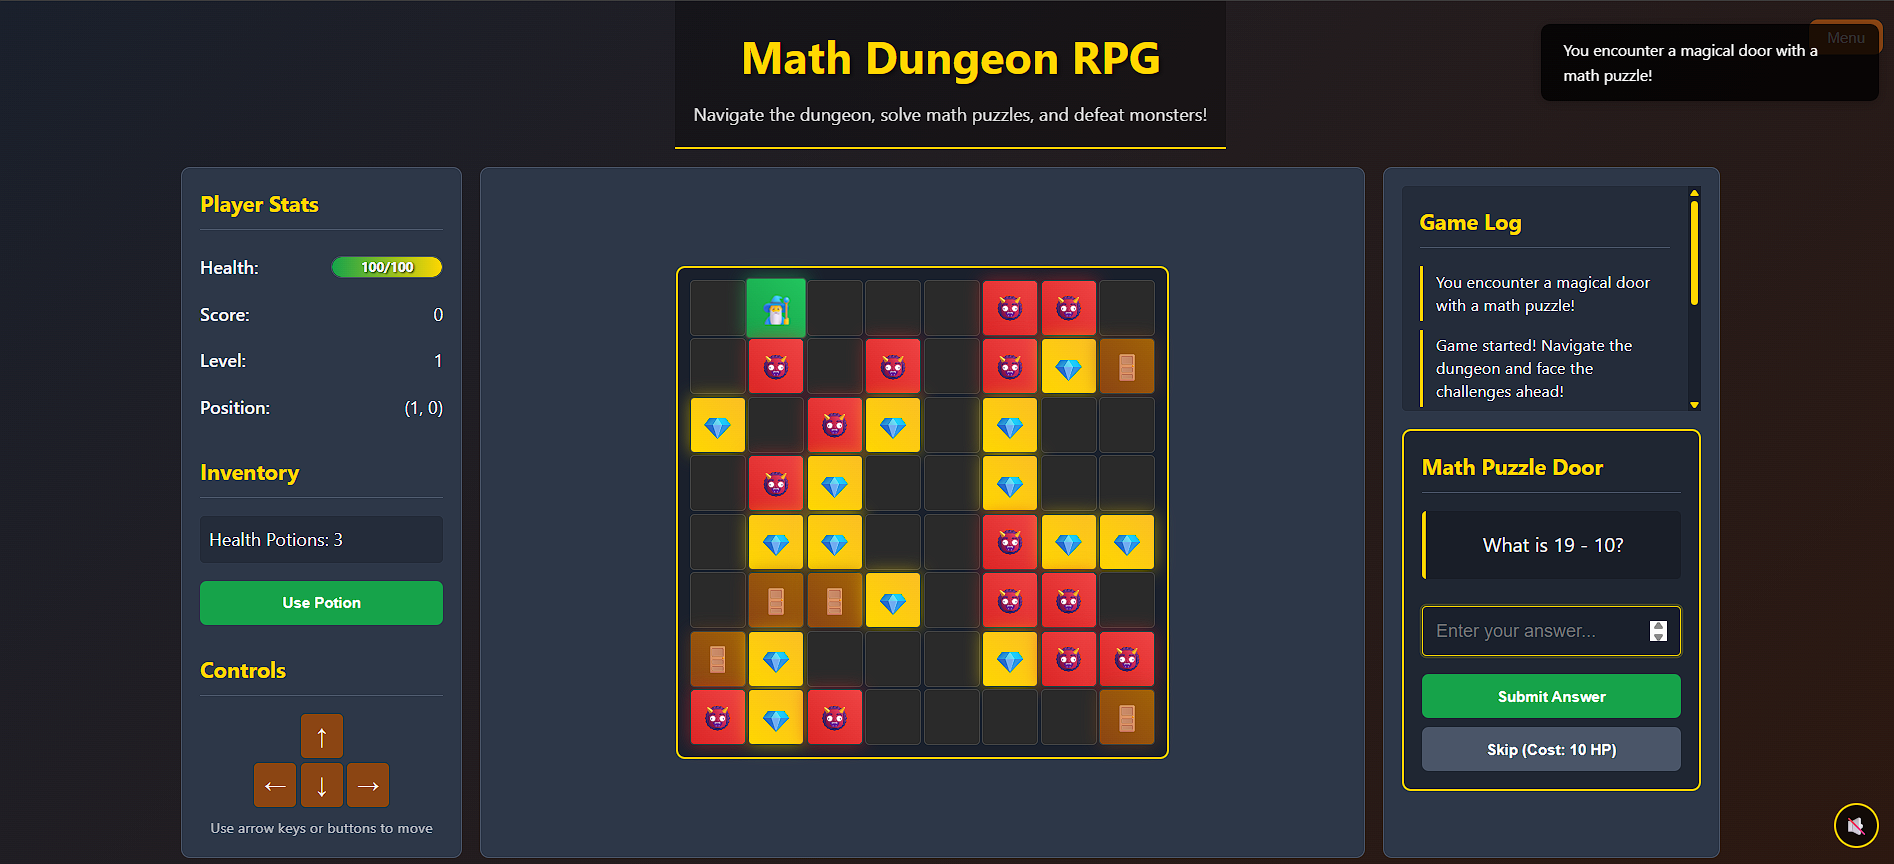 Math Dungeon RPG
Navigate the dungeon, solve math puzzles, and defeat monsters!
Menu
You encounter a magical door with a
math puzzle!
Player Stats
Health:
100/100
Score:
0
Level:
1
Position:
(1, 0)
Inventory
Health Potions: 3
Use Potion
Controls
↑
← ↓ →
Use arrow keys or buttons to move
Game Log
You encounter a magical door
with a math puzzle!
Game started! Navigate the
dungeon and face the
challenges ahead!
Math Puzzle Door
What is 19 - 10?
Enter your answer...
Submit Answer
Skip (Cost: 10 HP)